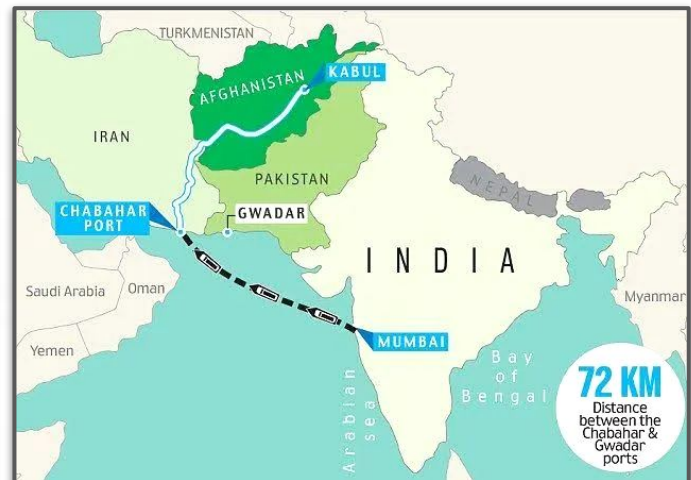 TURKMENISTAN
KABUL
AFGHANISTAN
IRAN
PAKISTAN
NEPAL
CHABAHAR
PORT
GWADAR
INDIA
Saudi Arabia
Oman
Myanmar
MUMBAI
Yemen
Bay
of
Bengal
Arabian
sea
72 KM
Distance
between the
Chabahar &
Gwadar
ports